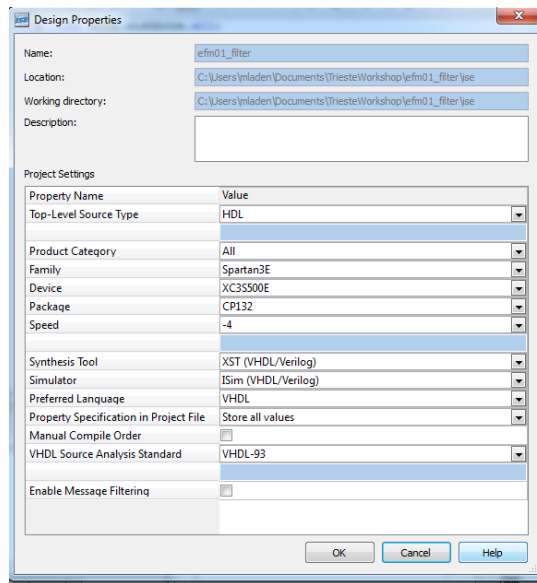 ISE Design Properties
Name: efm01_filter
Location: C:\Users\mladen\Documents\TriesteWorkshop\efm01_filter\ise
Working directory: C:\Users\mladen\Documents\TriesteWorkshop\efm01_filter\ise
Description:
Project Settings
Property Name Value
Top-Level Source Type HDL
Product Category All
Family Spartan3E
Device XC3S500E
Package CP132
Speed -4
Synthesis Tool XST (VHDL/Verilog)
Simulator ISim (VHDL/Verilog)
Preferred Language VHDL
Property Specification in Project File Store all values
Manual Compile Order
VHDL Source Analysis Standard VHDL-93
Enable Message Filtering
OK Cancel Help